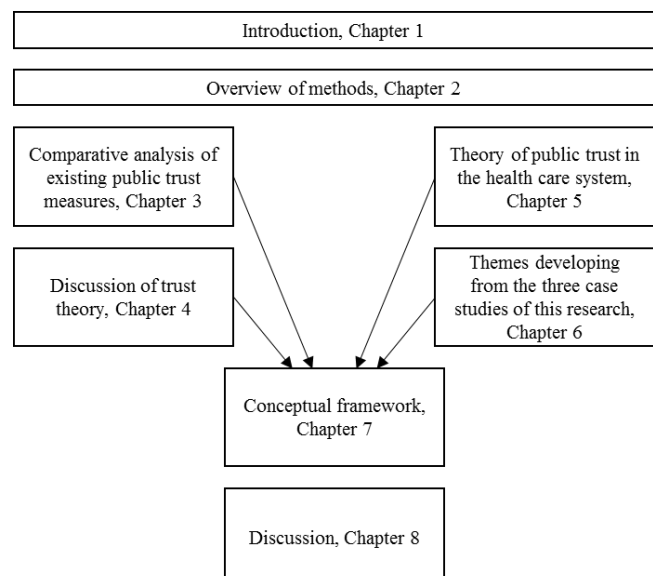 Introduction, Chapter 1
Overview of methods, Chapter 2
Comparative analysis of
existing public trust
measures, Chapter 3
Theory of public trust in
the health care system,
Chapter 5
Discussion of trust
theory, Chapter 4
Themes developing
from the three case
studies of this research,
Chapter 6
Conceptual framework,
Chapter 7
Discussion, Chapter 8